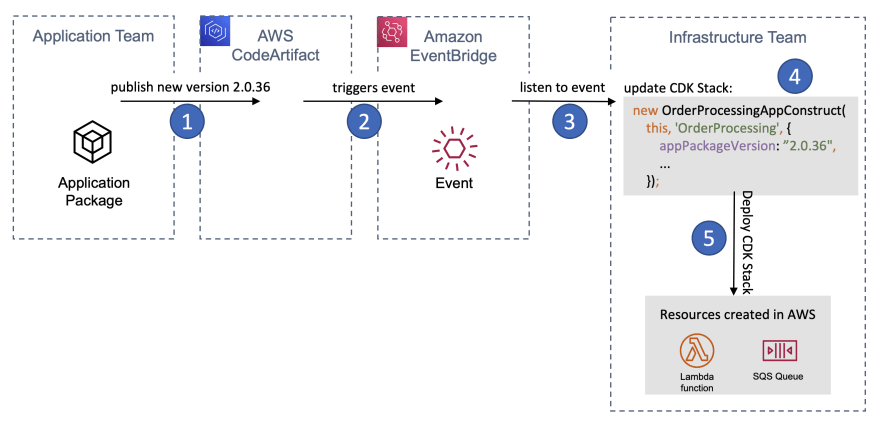 Application Team
AWS
CodeArtifact
Amazon
EventBridge
Infrastructure Team
publish new version 2.0.36
triggers event
listen to event
update CDK Stack:
1
2
3
4
new OrderProcessingAppConstruct(
this, 'OrderProcessing', {
appPackageVersion: "2.0.36",
...
});
Application
Package
Event
5
Deploy CDK Stack
Resources created in AWS
Lambda
function
SQS Queue